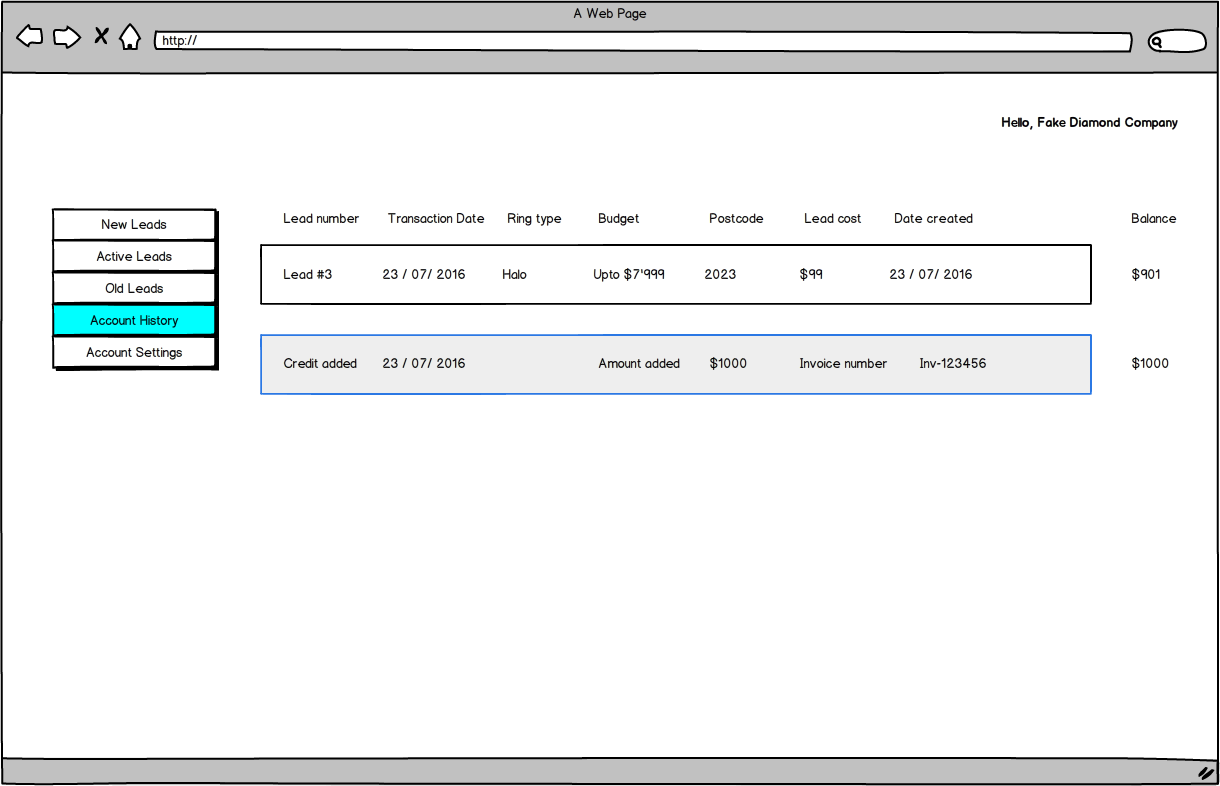 A Web Page
http://
Hello, Fake Diamond Company
New Leads
Active Leads
Old Leads
Account History
Account Settings
Lead number Transaction Date Ring type Budget Postcode Lead cost Date created Balance
Lead #3 23 / 07/ 2016 Halo Upto $7'999 2023 $99 23 / 07/ 2016 $901
Credit added 23 / 07/ 2016 Amount added $1000 Invoice number Inv-123456 $1000